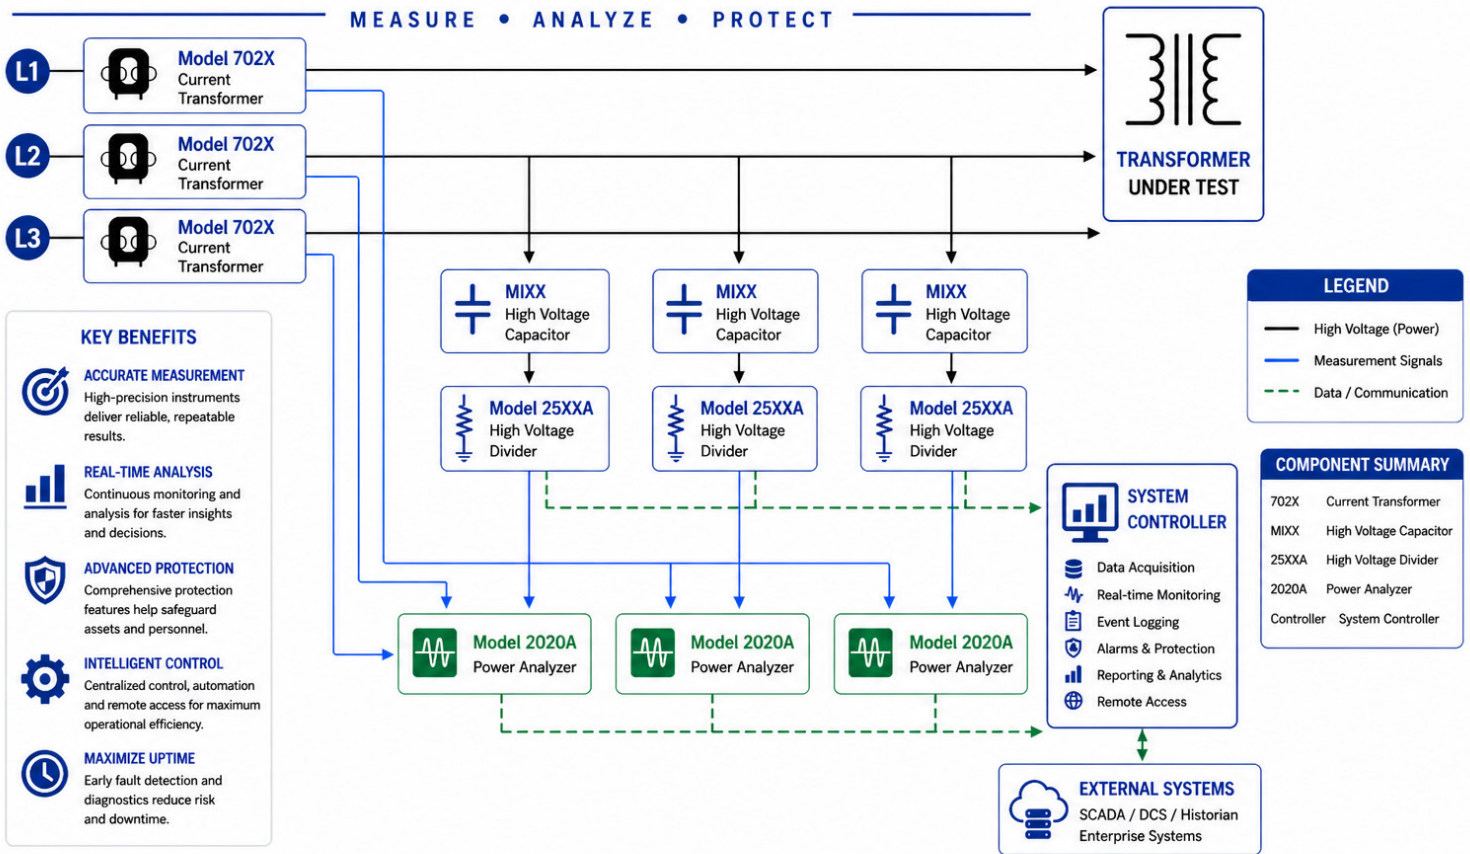 MEASURE • ANALYZE • PROTECT
L1
Model 702X
Current
Transformer
L2
Model 702X
Current
Transformer
L3
Model 702X
Current
Transformer
TRANSFORMER
UNDER TEST
MIXX
High Voltage
Capacitor
MIXX
High Voltage
Capacitor
MIXX
High Voltage
Capacitor
Model 25XXA
High Voltage
Divider
Model 25XXA
High Voltage
Divider
Model 25XXA
High Voltage
Divider
Model 2020A
Power Analyzer
Model 2020A
Power Analyzer
Model 2020A
Power Analyzer
KEY BENEFITS
ACCURATE MEASUREMENT
High-precision instruments
deliver reliable, repeatable
results.
REAL-TIME ANALYSIS
Continuous monitoring and
analysis for faster insights
and decisions.
ADVANCED PROTECTION
Comprehensive protection
features help safeguard
assets and personnel.
INTELLIGENT CONTROL
Centralized control, automation
and remote access for maximum
operational efficiency.
MAXIMIZE UPTIME
Early fault detection and
diagnostics reduce risk
and downtime.
SYSTEM
CONTROLLER
Data Acquisition
Real-time Monitoring
Event Logging
Alarms & Protection
Reporting & Analytics
Remote Access
EXTERNAL SYSTEMS
SCADA / DCS / Historian
Enterprise Systems
LEGEND
High Voltage (Power)
Measurement Signals
Data / Communication
COMPONENT SUMMARY
702X Current Transformer
MIXX High Voltage Capacitor
25XXA High Voltage Divider
2020A Power Analyzer
Controller System Controller